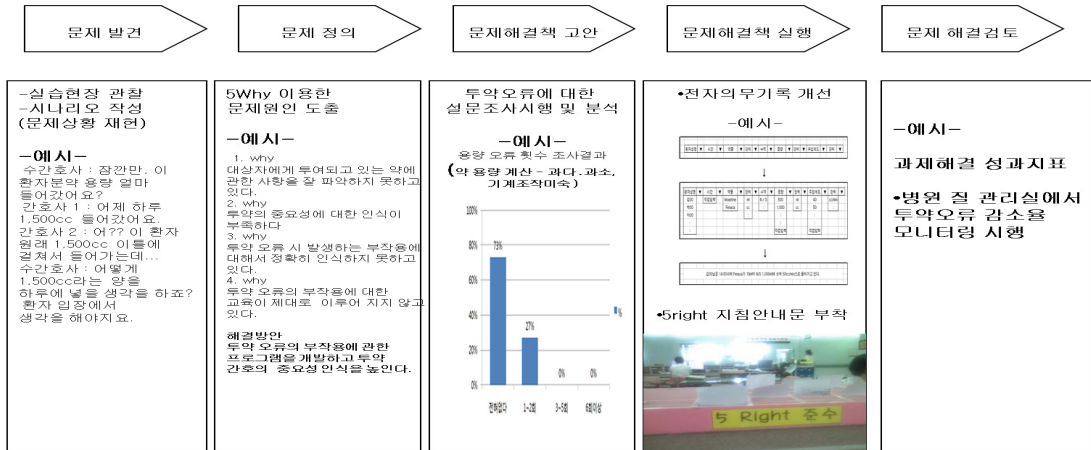 문제 발견
문제 정의
문제해결책 고안
문제해결책 실행
문제 해결검토
-실습현장 관찰
-시나리오 작성
(문제상황 재현)
-예시-
수간호사 : 잠깐만. 이
환자분약 용량 얼마
들어갔어요?
간호사 1 : 어제 하루
1,500cc 들어갔어요.
간호사 2 : 어?? 이 환자
원래 1,500cc 이틀에
걸쳐서 들어가는데...
수간호사 : 어떻게
1,500cc라는 양을
하루에 넣을 생각을 하죠?
환자 입장에서
생각을 해야지요.
5Why 이용한
문제원인 도출
-예시-
1. why
대상자에게 투여되고 있는 약에
관한 사항을 잘 파악하지 못하고
있다.
2. why
투약의 중요성에 대한 인식이
부족하다
3. why
투약 오류 시 발생하는 부작용에
대해서 정확히 인식하지 못하고
있다.
4. why
투약 오류의 부작용에 대한
교육이 제대로 이루어 지지 않고
있다.
해결방안
투약 오류의 부작용에 관한
프로그램을 개발하고 투약
간호의 중요성 인식을 높인다.
투약오류에 대한
설문조사시행 및 분석
-예시-
용량 오류 횟수 조사결과
(약 용량 계산 - 과다. 과소,
기계조작미숙)
100%
80%
60%
40%
20%
0%
73%
27%
0%
0%
전혀없다
1~2회
3~5회
6회이상
%
•전자의무기록 개선
-예시-
•5right 지침안내문 부착
5 Right 준수
-예시-
과제해결 성과지표
•병원 질 관리실에서
투약오류 감소율
모니터링 시행